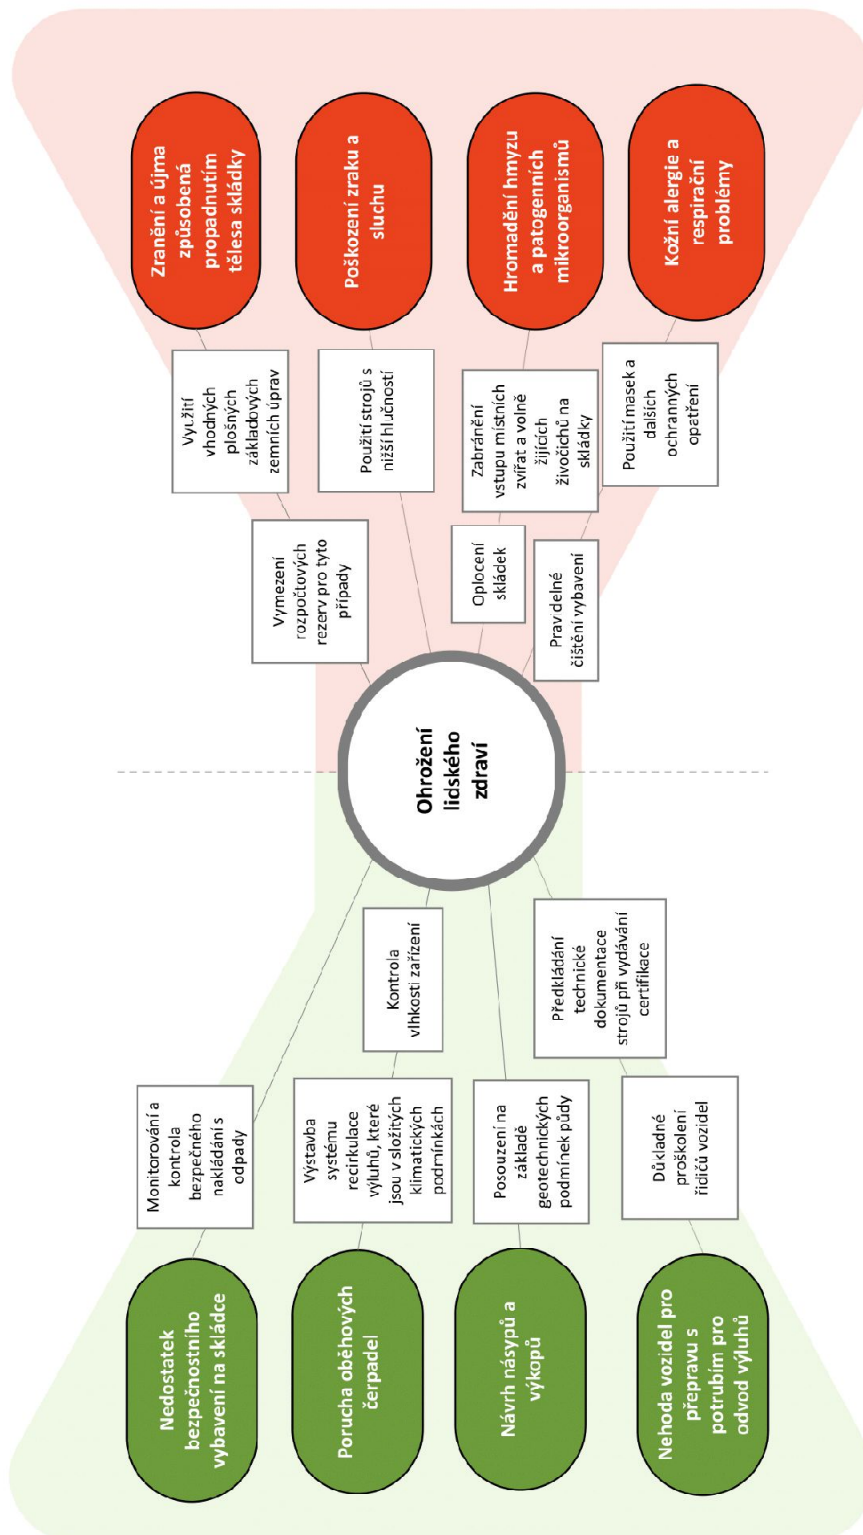 Nedostatek
bezpečnostního
vybavení na skládce
Monitorování a
kontrola
bezpečného
nakládání s
odpady
Porucha oběhových
čerpadel
Výstavba
systému
recirkulace
výluhů, které
jsou v složitých
klimatických
podmínkách
Kontrola
vlhkosti zařízení
Návrh násypů a
výkopů
Posouzení na
základě
geotechnických
podmínek půdy
Nehoda vozidel pro
přepravu s
potrubím pro
odvod výluhů
Důkladné
proškolení
řidičů vozidel
Předkládání
technické
dokumentace
strojů při vydávání
certifikace
Ohrožení
lidského
zdraví
Vymezení
rozpočtových
rezerv pro tyto
případy
Využití
vhodných
plošných
základových
zemních úprav
Zranění a újma
způsobená
propadnutím
tělesa skládky
Použití strojů s
nižší hlučností
Poškození zraku a
sluchu
Oplocení
skládek
Zabránění
vstupu místních
zvířat a volně
žijících
živočichů na
skládky
Hromadění hmyzu
a patogenních
mikroorganismů
Pravidelné
čištění vybavení
Použití masek a
dalších
ochranných
opatření
Kožní alergie a
respirační
problémy